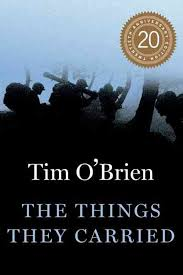 20
Tim O'Brien
THE THINGS
THEY CARRIED